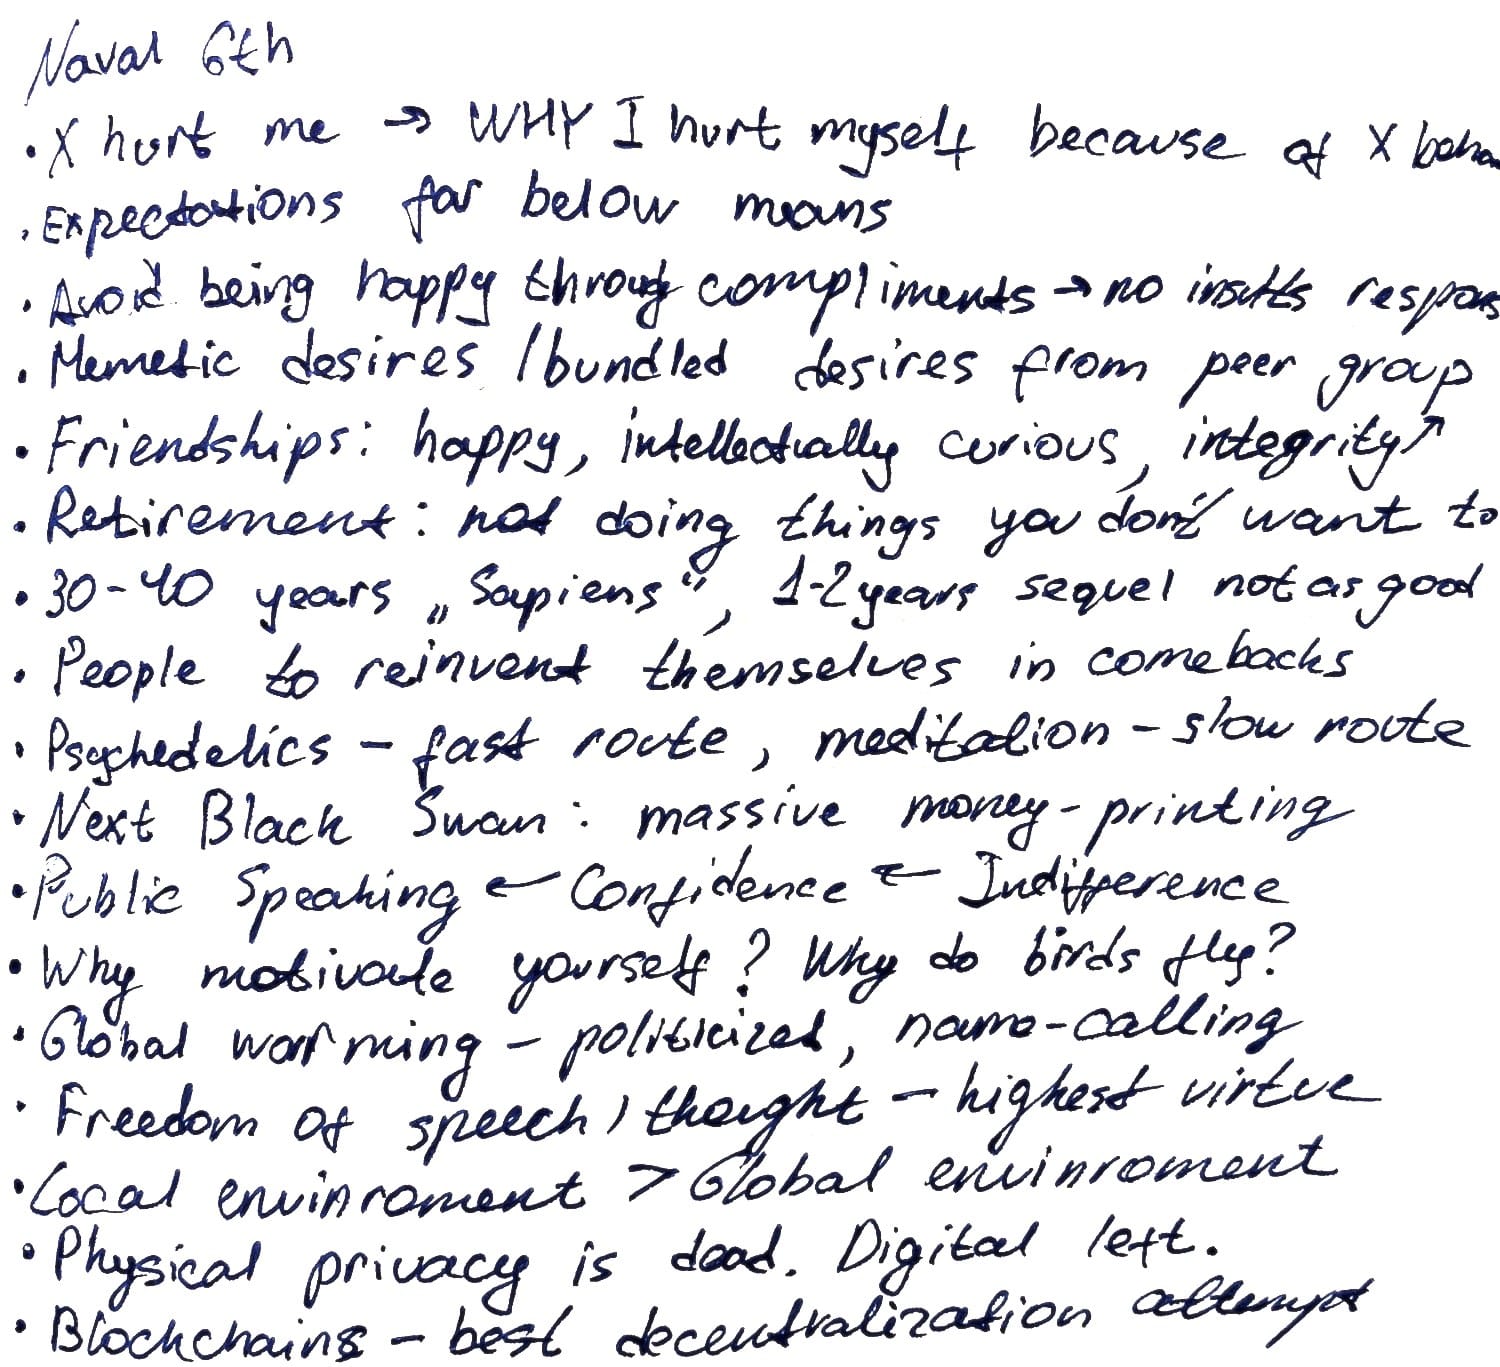 Naval 6th
• X hurt me → WHY I hurt myself because of X beha
• Expectations far below means
• Avoid being happy throug compliments → no insults respons
• Memetic desires / bundled desires from peer group
• Friendships: happy, intellectually curious, integrity↗
• Retirement: not doing things you don't want to
• 30-40 years „Sapiens“, 1-2 years sequel not as good
• People to reinvent themselves in comebacks
• Psychedelics – fast route, meditation – slow route
• Next Black Swan: massive money-printing
• Public Speaking ← Confidence ← Indifference
• Why motivate yourself? Why do birds fly?
• Global warming – politicized, name-calling
• Freedom of speech, thought – highest virtue
• Local envinroment > Global envinroment
• Physical privacy is dead. Digital left.
• Blockchains – best decentralization attempt